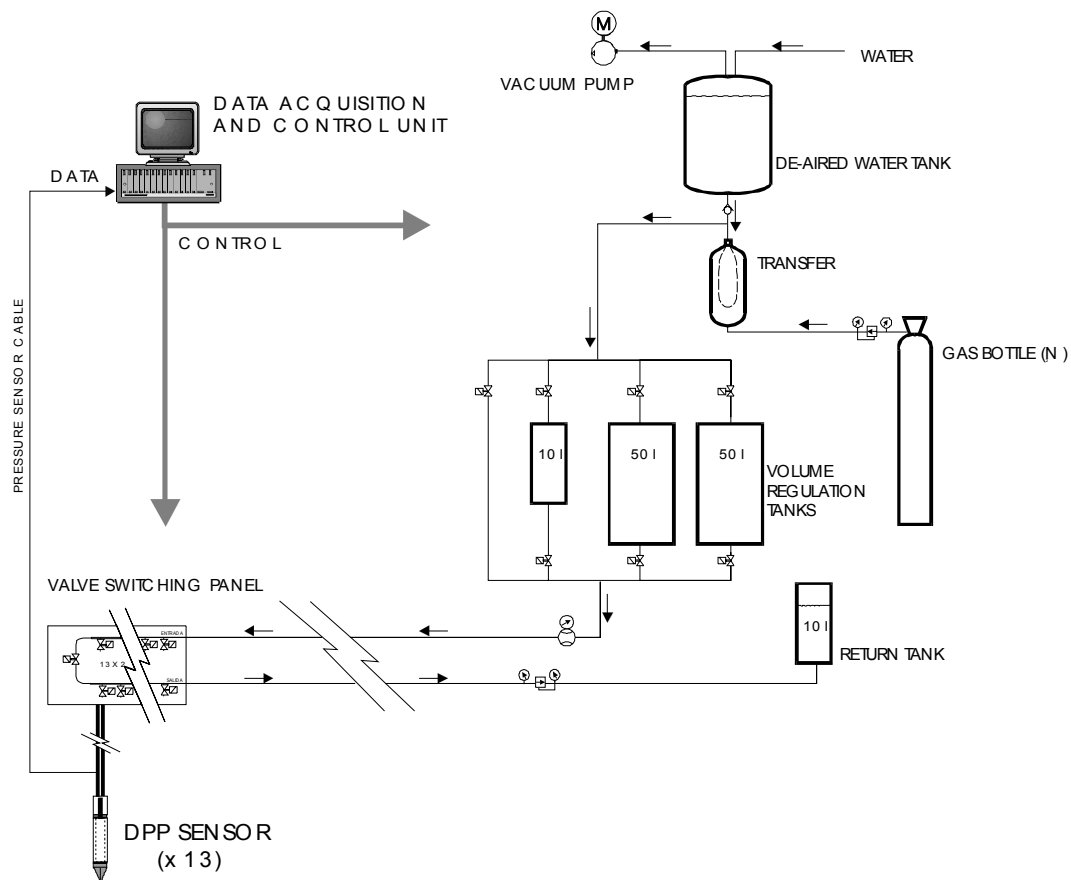 M
WATER
VACUUM PUMP
DATA ACQUISITION
AND CONTROL UNIT
DE-AIRED WATER TANK
DATA
CONTROL
TRANSFER
PRESSURE SENSOR CABLE
GAS BOTTLE (N )
10 l
50 l
50 l
VOLUME
REGULATION
TANKS
VALVE SWITCHING PANEL
ENTRADA
13 X 2
SALIDA
10 l
RETURN TANK
DPP SENSOR
(x 13)